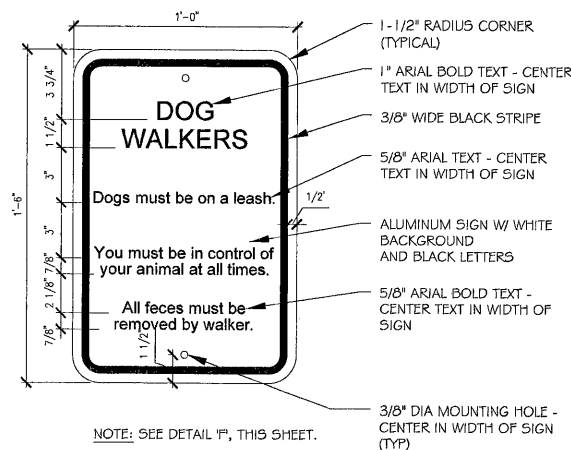 1'-0"
1-1/2" RADIUS CORNER
(TYPICAL)
1" ARIAL BOLD TEXT - CENTER
TEXT IN WIDTH OF SIGN
3/8" WIDE BLACK STRIPE
5/8" ARIAL TEXT - CENTER
TEXT IN WIDTH OF SIGN
1/2'
ALUMINUM SIGN W/ WHITE
BACKGROUND
AND BLACK LETTERS
5/8" ARIAL BOLD TEXT -
CENTER TEXT IN WIDTH OF
SIGN
3/8" DIA MOUNTING HOLE -
CENTER IN WIDTH OF SIGN
(TYP)
1'-6"
3 3/4"
1 1/2"
3"
3"
7/8"
2 1/8"
7/8"
1 1/2"
DOG
WALKERS
Dogs must be on a leash.
You must be in control of
your animal at all times.
All feces must be
removed by walker.
NOTE: SEE DETAIL 'F', THIS SHEET.